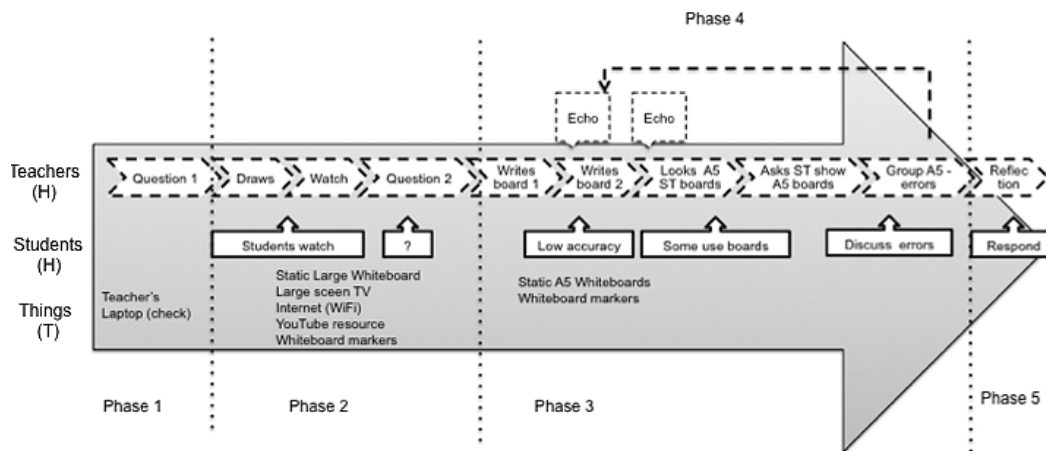 Phase 4
Echo
Echo
Teachers
(H)
Question 1
Draws
Watch
Question 2
Writes
board 1
Writes
board 2
Looks A5
ST boards
Asks ST show
A5 boards
Group A5 -
errors
Reflec
tion
Students
(H)
Students watch
?
Low accuracy
Some use boards
Discuss errors
Respond
Things
(T)
Teacher's
Laptop (check)
Static Large Whiteboard
Large sceen TV
Internet (WiFi)
YouTube resource
Whiteboard markers
Static A5 Whiteboards
Whiteboard markers
Phase 1
Phase 2
Phase 3
Phase 5